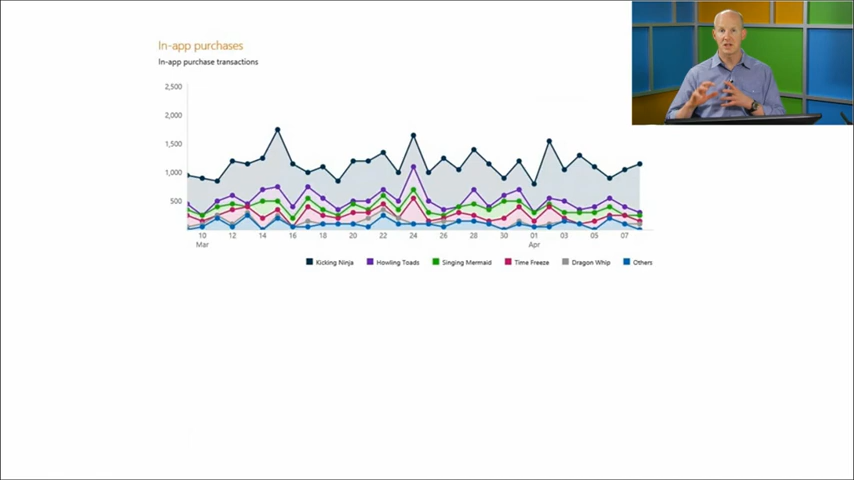 In-app purchases
In-app purchase transactions
2,500
2,000
1,500
1,000
500
10 12 14 16 18 20 22 24 26 28 30 01 03 05 07
Mar Apr
Kicking Ninja Howling Toads Singing Mermaid Time Freeze Dragon Whip Others